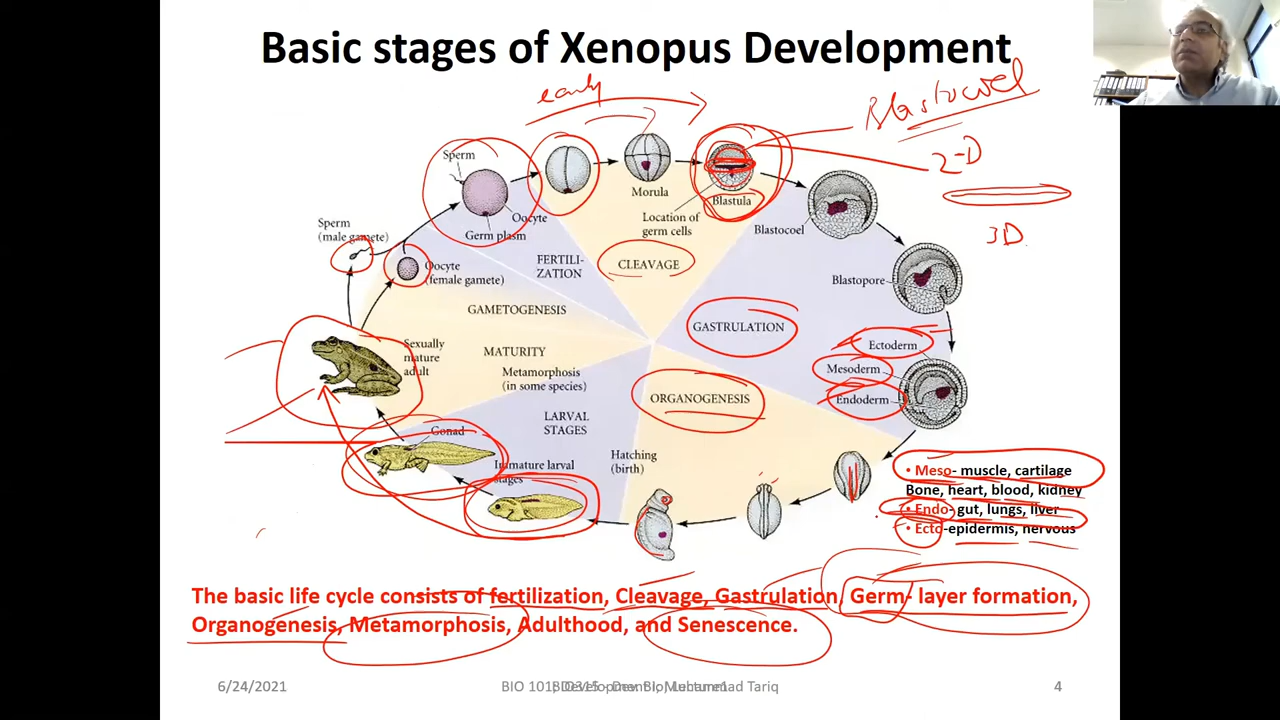 Basic stages of Xenopus Development
early
Blastocoel
2-D
3D
Sperm
Oocyte
Germ plasm
Morula
Blastula
Location of
germ cells
Blastocoel
Sperm
(male gamete)
Oocyte
(female gamete)
FERTILI-
ZATION
CLEAVAGE
Blastopore
GAMETOGENESIS
GASTRULATION
Ectoderm
Mesoderm
Endoderm
Sexually
mature
adult
MATURITY
Metamorphosis
(in some species)
ORGANOGENESIS
LARVAL
STAGES
Gonad
Immature larval
stages
Hatching
(birth)
• Meso- muscle, cartilage
Bone, heart, blood, kidney
• Endo- gut, lungs, liver
• Ecto-epidermis, nervous
The basic life cycle consists of fertilization, Cleavage, Gastrulation, Germ- layer formation,
Organogenesis, Metamorphosis, Adulthood, and Senescence.
6/24/2021
BIO 101,
Tariq
4